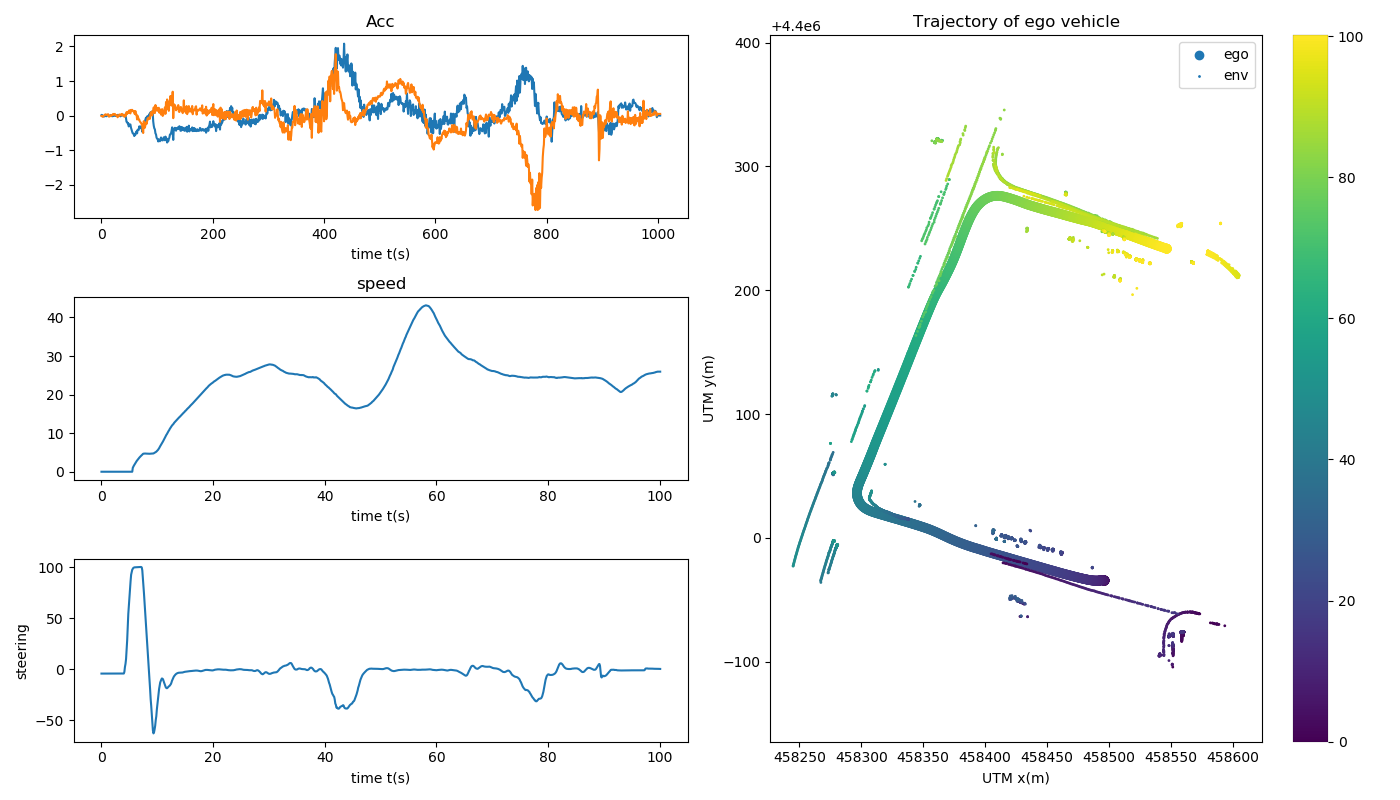 Acc
2
1
0
−1
−2
0 200 400 600 800 1000
time t(s)
speed
40
30
20
10
0
0 20 40 60 80 100
time t(s)
steering
100
50
0
−50
0 20 40 60 80 100
time t(s)
Trajectory of ego vehicle
+4.4e6
ego
env
UTM y(m)
400
300
200
100
0
−100
458250 458300 458350 458400 458450 458500 458550 458600
UTM x(m)
100
80
60
40
20
0